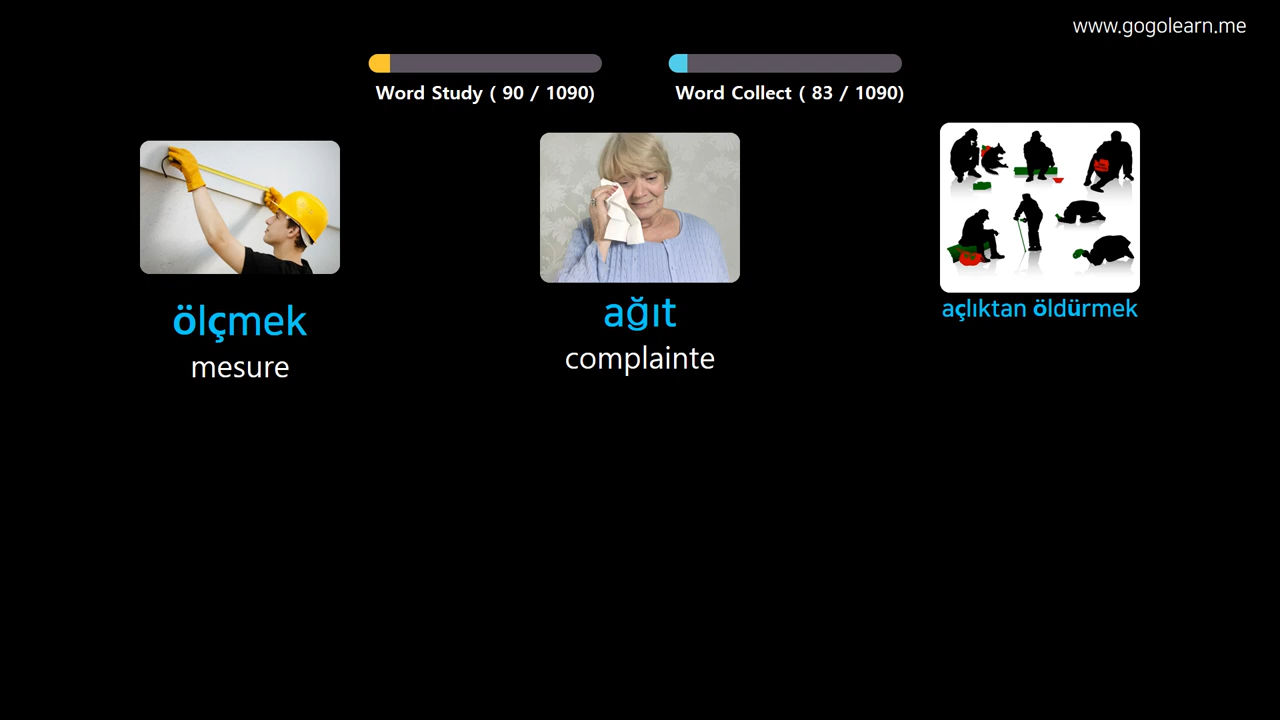 www.gogolearn.me
Word Study ( 90 / 1090)
Word Collect ( 83 / 1090)
ölçmek
mesure
ağıt
complainte
açlıktan öldürmek